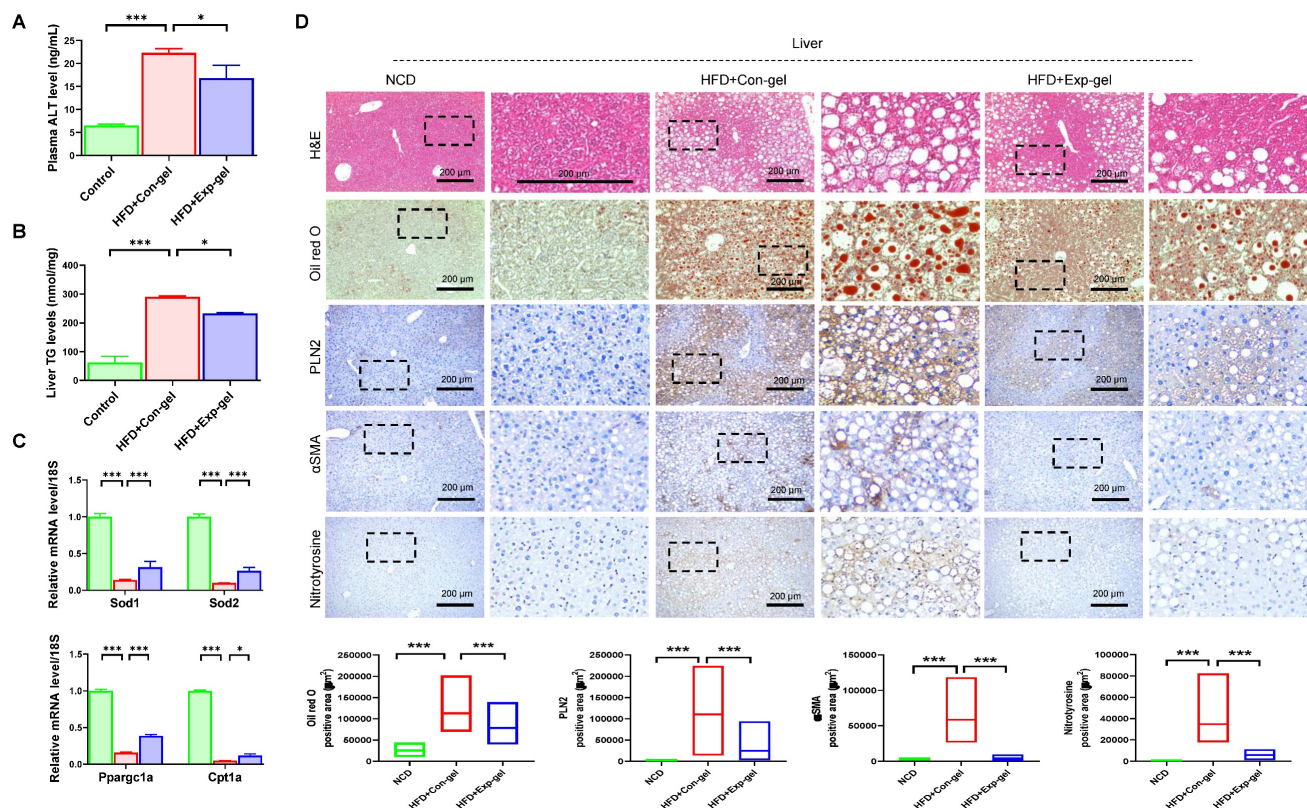 A
Plasma ALT level (ng/mL)
25
20
15
10
5
0
***
*
Control
HFD+Con-gel
HFD+Exp-gel
B
Liver TG levels (nmol/mg)
400
300
200
100
0
***
*
Control
HFD+Con-gel
HFD+Exp-gel
C
Relative mRNA level/18S
1.5
1.0
0.5
0.0
*** ***
*** ***
Sod1 Sod2
Relative mRNA level/18S
1.5
1.0
0.5
0.0
*** ***
*** *
Ppargc1a Cpt1a
D
Liver
NCD HFD+Con-gel HFD+Exp-gel
H&E
200 μm 200 μm 200 μm 200 μm
Oil red O
200 μm 200 μm 200 μm
PLN2
200 μm 200 μm 200 μm
αSMA
200 μm 200 μm 200 μm
Nitrotyrosine
200 μm 200 μm 200 μm
Oil red O
positive area (μm²)
250000
200000
150000
100000
50000
0
*** ***
NCD
HFD+Con-gel
HFD+Exp-gel
PLN2
positive area (μm²)
250000
200000
150000
100000
50000
0
*** ***
NCD
HFD+Con-gel
HFD+Exp-gel
αSMA
positive area (μm²)
150000
100000
50000
0
*** ***
NCD
HFD+Con-gel
HFD+Exp-gel
Nitrotyrosine
positive area (μm²)
100000
80000
60000
40000
20000
0
*** ***
NCD
HFD+Con-gel
HFD+Exp-gel